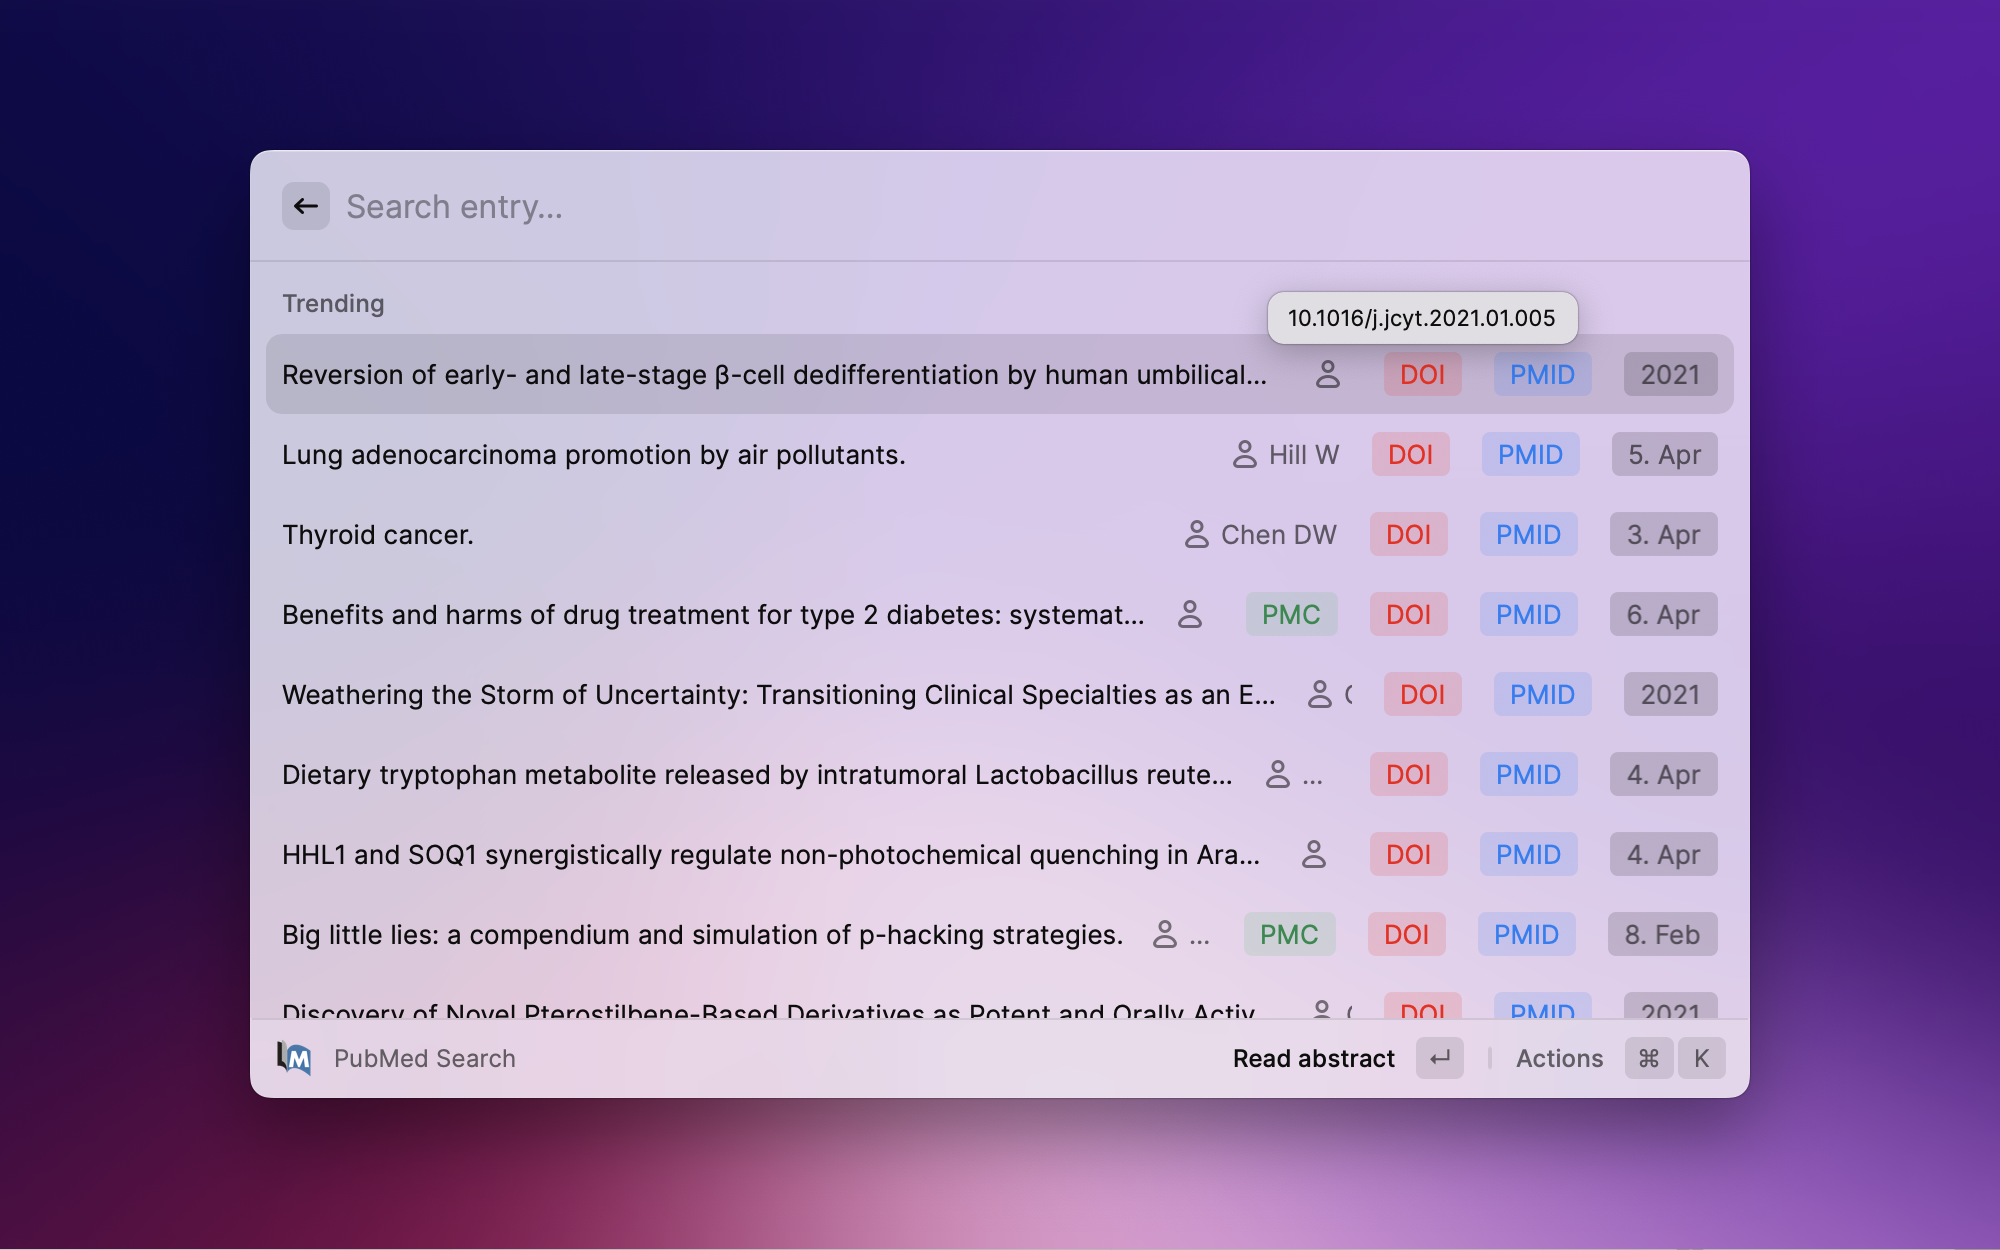 Search entry...
Trending
10.1016/j.jcyt.2021.01.005
Reversion of early- and late-stage β-cell dedifferentiation by human umbilical... DOI PMID 2021
Lung adenocarcinoma promotion by air pollutants. Hill W DOI PMID 5. Apr
Thyroid cancer. Chen DW DOI PMID 3. Apr
Benefits and harms of drug treatment for type 2 diabetes: systemat... PMC DOI PMID 6. Apr
Weathering the Storm of Uncertainty: Transitioning Clinical Specialties as an E... DOI PMID 2021
Dietary tryptophan metabolite released by intratumoral Lactobacillus reute... ... DOI PMID 4. Apr
HHL1 and SOQ1 synergistically regulate non-photochemical quenching in Ara... DOI PMID 4. Apr
Big little lies: a compendium and simulation of p-hacking strategies. ... PMC DOI PMID 8. Feb
Discovery of Novel Pterostilbene-Based Derivatives as Potent and Orally Activ DOI PMID 2021
M PubMed Search Read abstract ↵ Actions ⌘ K